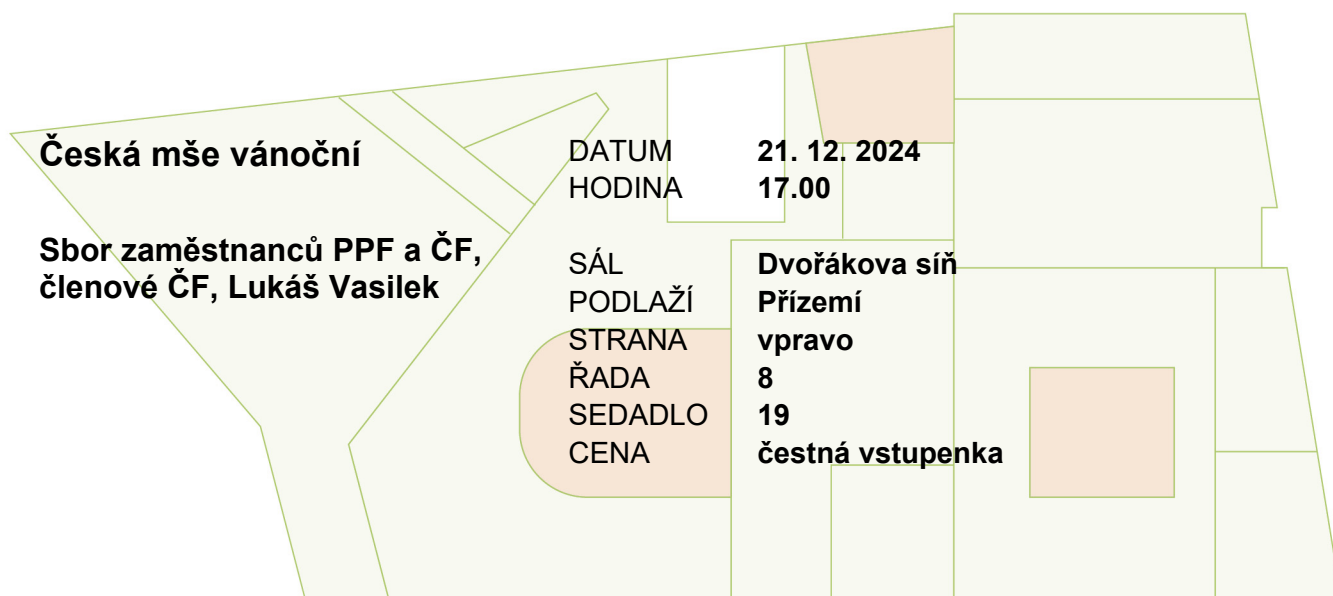 Česká mše vánoční
Sbor zaměstnanců PPF a ČF,
členové ČF, Lukáš Vasilek
DATUM 21. 12. 2024
HODINA 17.00
SÁL Dvořákova síň
PODLAŽÍ Přízemí
STRANA vpravo
ŘADA 8
SEDADLO 19
CENA čestná vstupenka